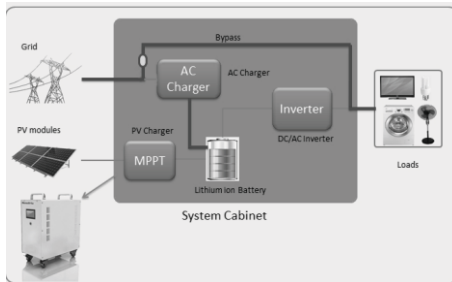 Grid
Bypass
AC
Charger
AC Charger
Inverter
DC/AC Inverter
PV modules
PV Charger
MPPT
Lithium ion Battery
Loads
System Cabinet